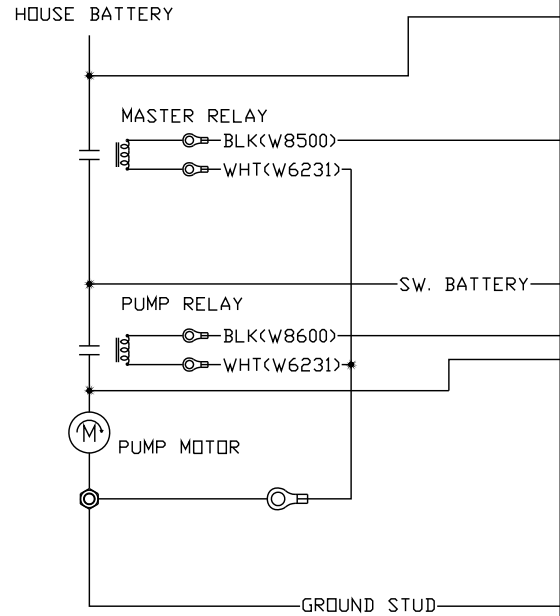 HOUSE BATTERY
MASTER RELAY
BLK(W8500)
WHT(W6231)
SW. BATTERY
PUMP RELAY
BLK(W8600)
WHT(W6231)
M
PUMP MOTOR
GROUND STUD